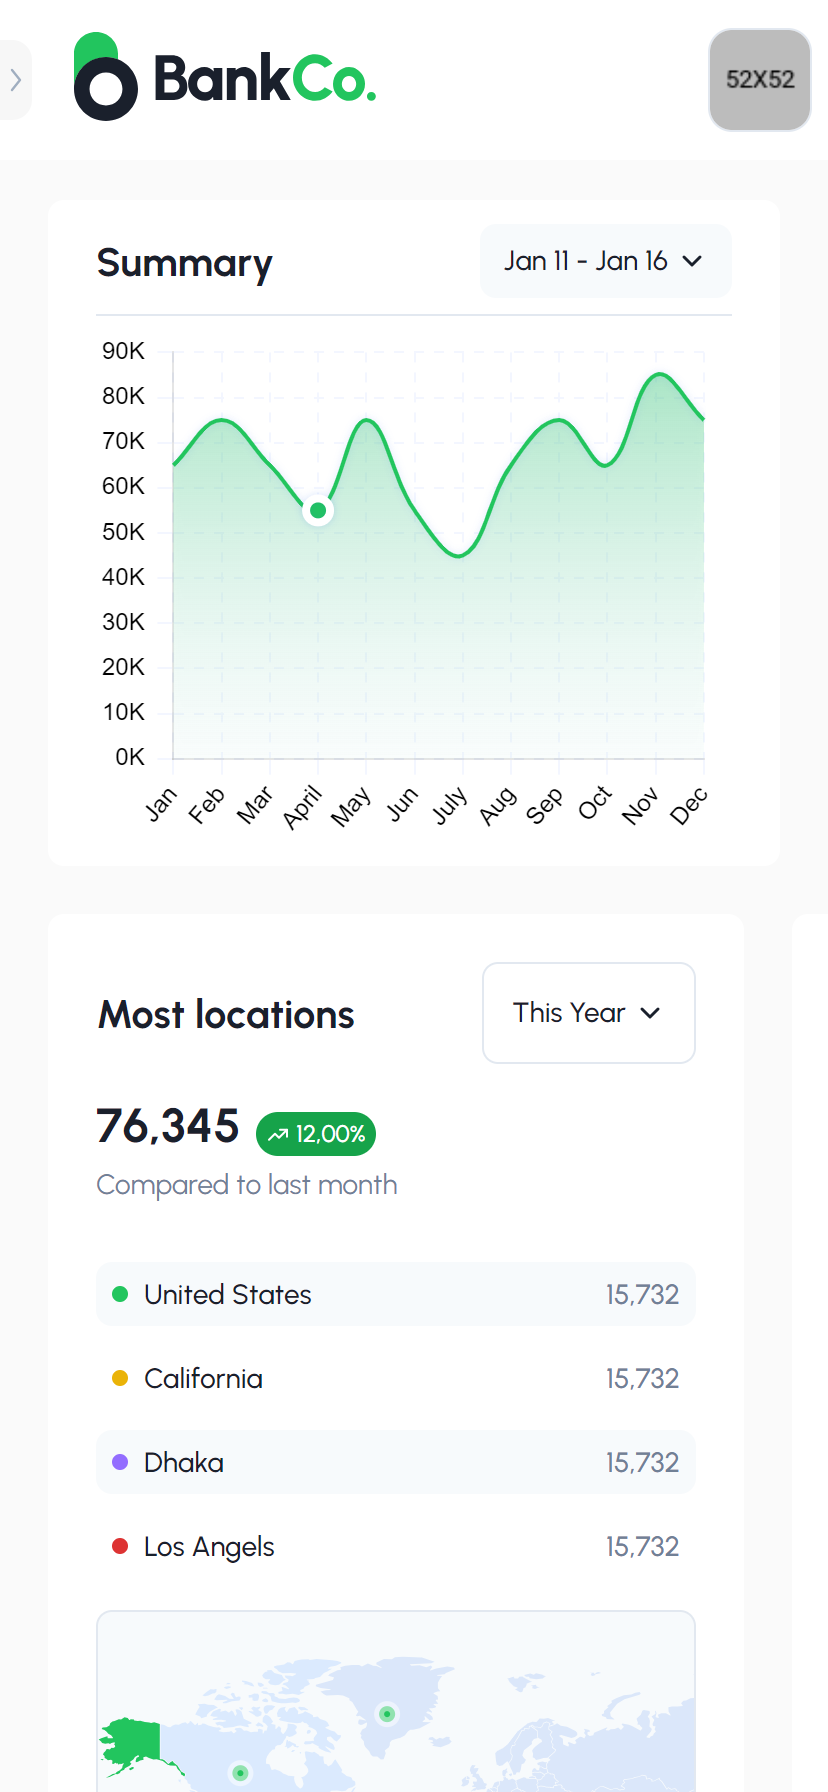 BankCo.
52X52
Summary
Jan 11 - Jan 16
90K
80K
70K
60K
50K
40K
30K
20K
10K
0K
Jan Feb Mar April May Jun July Aug Sep Oct Nov Dec
Most locations
This Year
76,345 12,00%
Compared to last month
United States 15,732
California 15,732
Dhaka 15,732
Los Angels 15,732